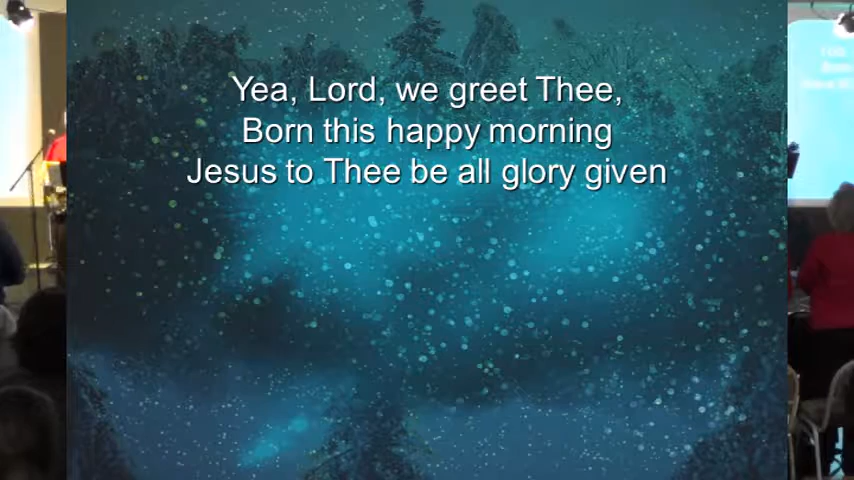 Yea, Lord, we greet Thee,
Born this happy morning
Jesus to Thee be all glory given